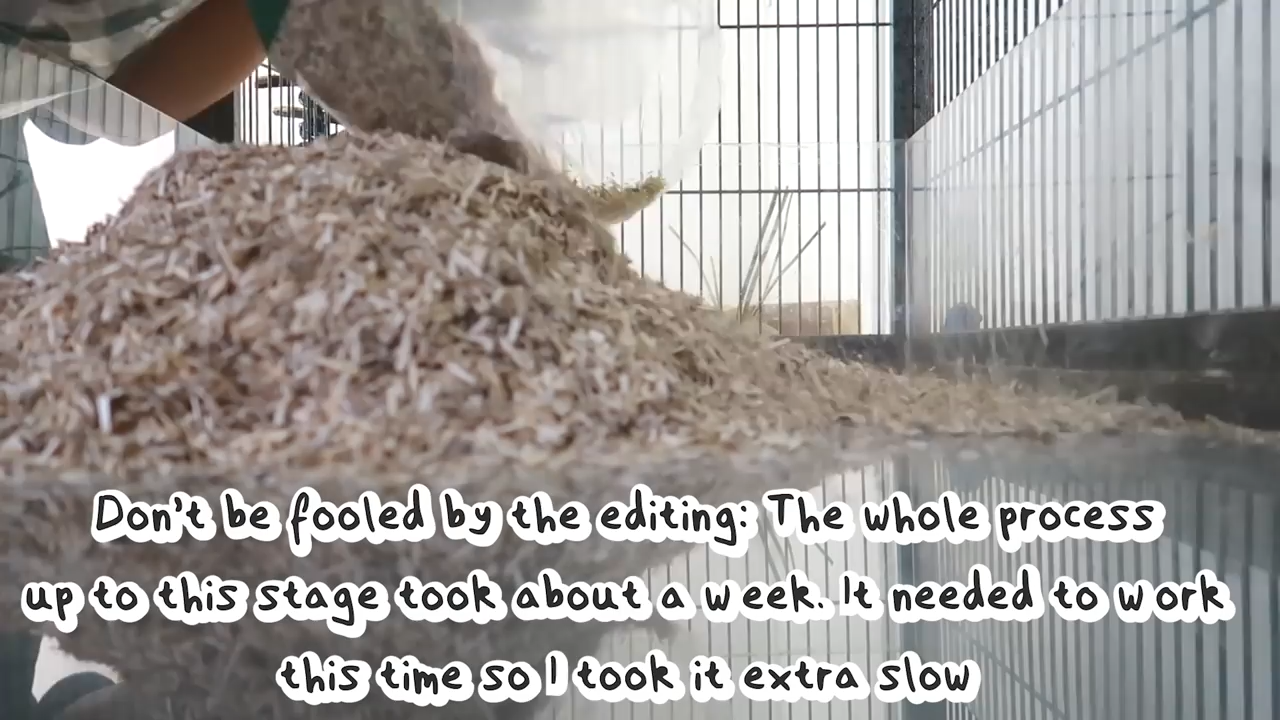 Don't be fooled by the editing: The whole process
up to this stage took about a week. It needed to work
this time so I took it extra slow